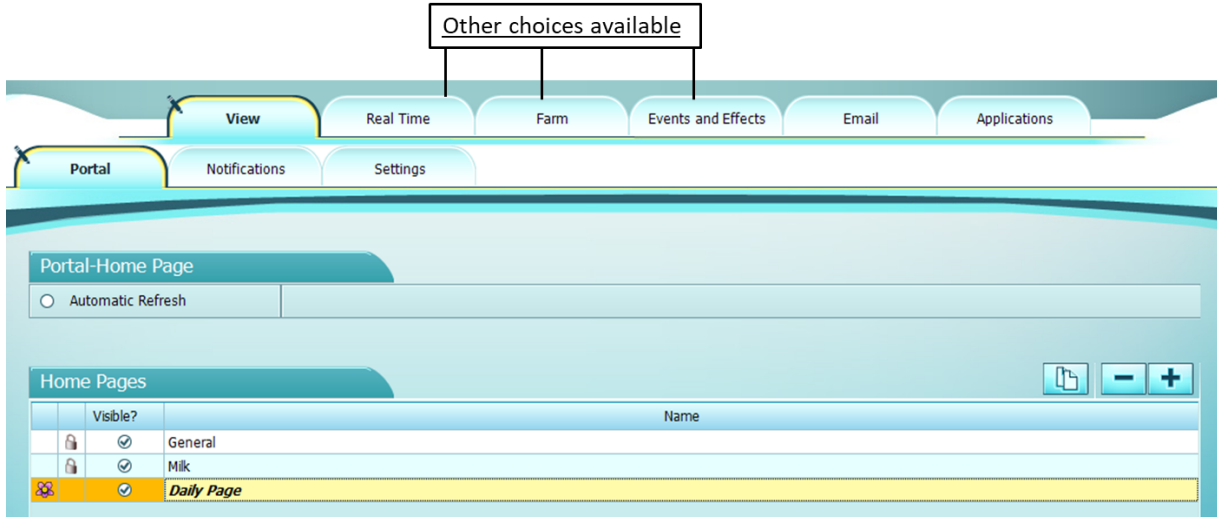 Other choices available
View Real Time Farm Events and Effects Email Applications
Portal Notifications Settings
Portal-Home Page
Automatic Refresh
Home Pages
Visible? Name
General
Milk
Daily Page